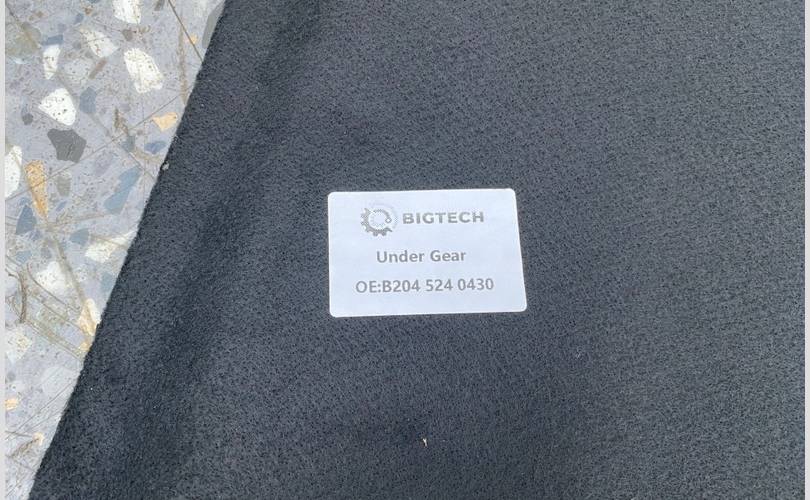 BIGTECH
Under Gear
OE:B204 524 0430